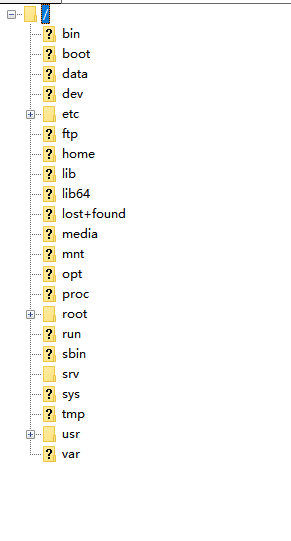 /
bin
boot
data
dev
etc
ftp
home
lib
lib64
lost+found
media
mnt
opt
proc
root
run
sbin
srv
sys
tmp
usr
var